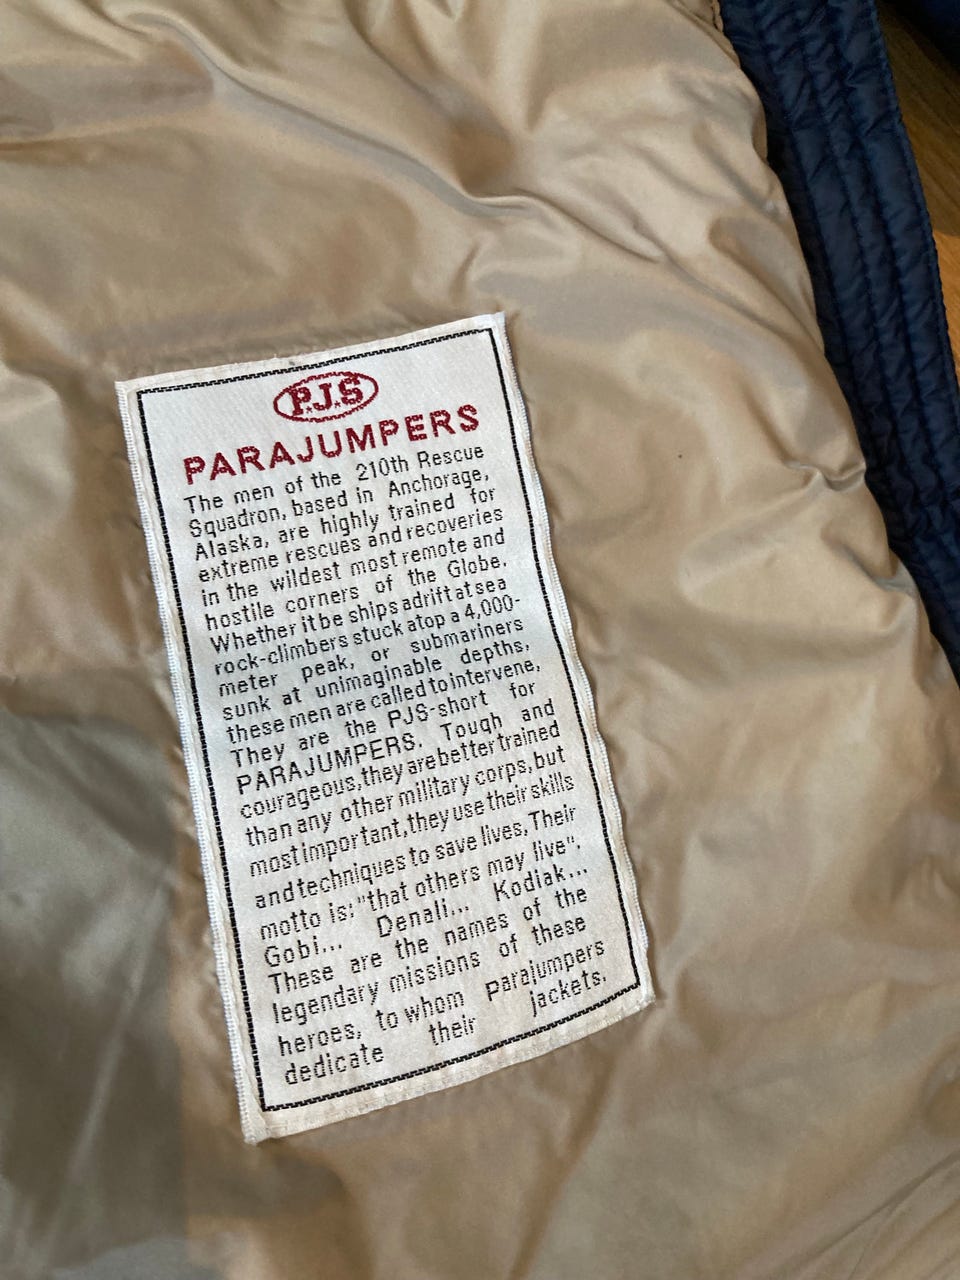 P.J.S
PARAJUMPERS
The men of the 210th Rescue
Squadron, based in Anchorage,
Alaska, are highly trained for
extreme rescues and recoveries
in the wildest most remote and
hostile corners of the Globe.
Whether it be ships adrift at sea
rock-climbers stuck atop a 4,000-
meter peak, or submariners
sunk at unimaginable depths,
these men are called to intervene.
They are the PJS-short for
PARAJUMPERS. Tough and
courageous, they are better trained
than any other military corps, but
most important, they use their skills
and techniques to save lives. Their
motto is: "that others may live".
Gobi... Denali... Kodiak...
These are the names of the
legendary missions of these
heroes, to whom Parajumpers
dedicate their jackets.